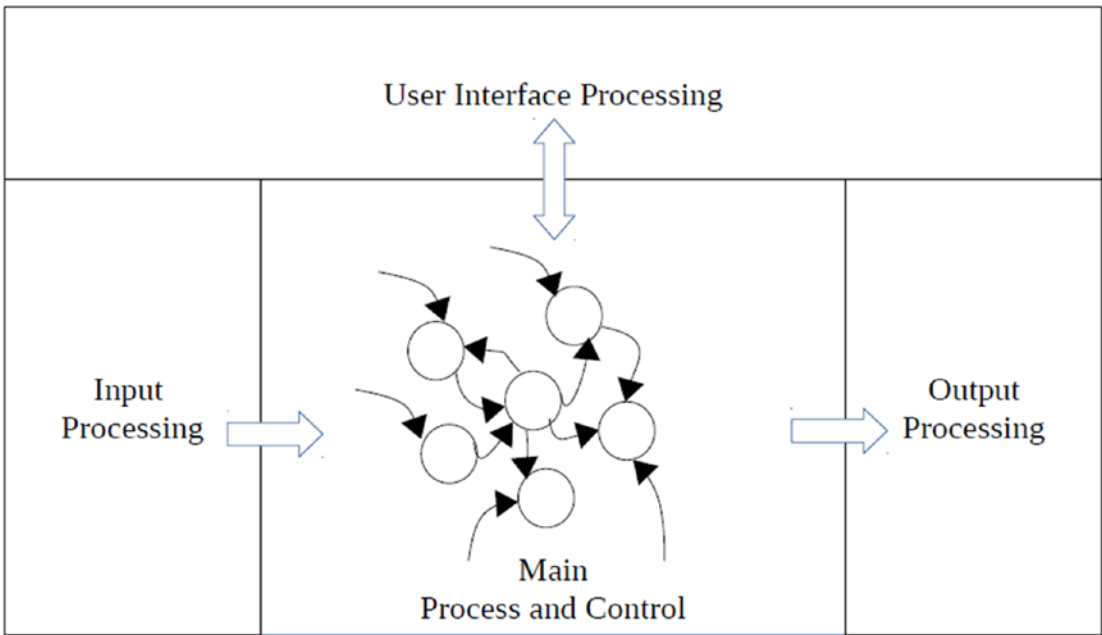 User Interface Processing
Input
Processing
Output
Processing
Main
Process and Control